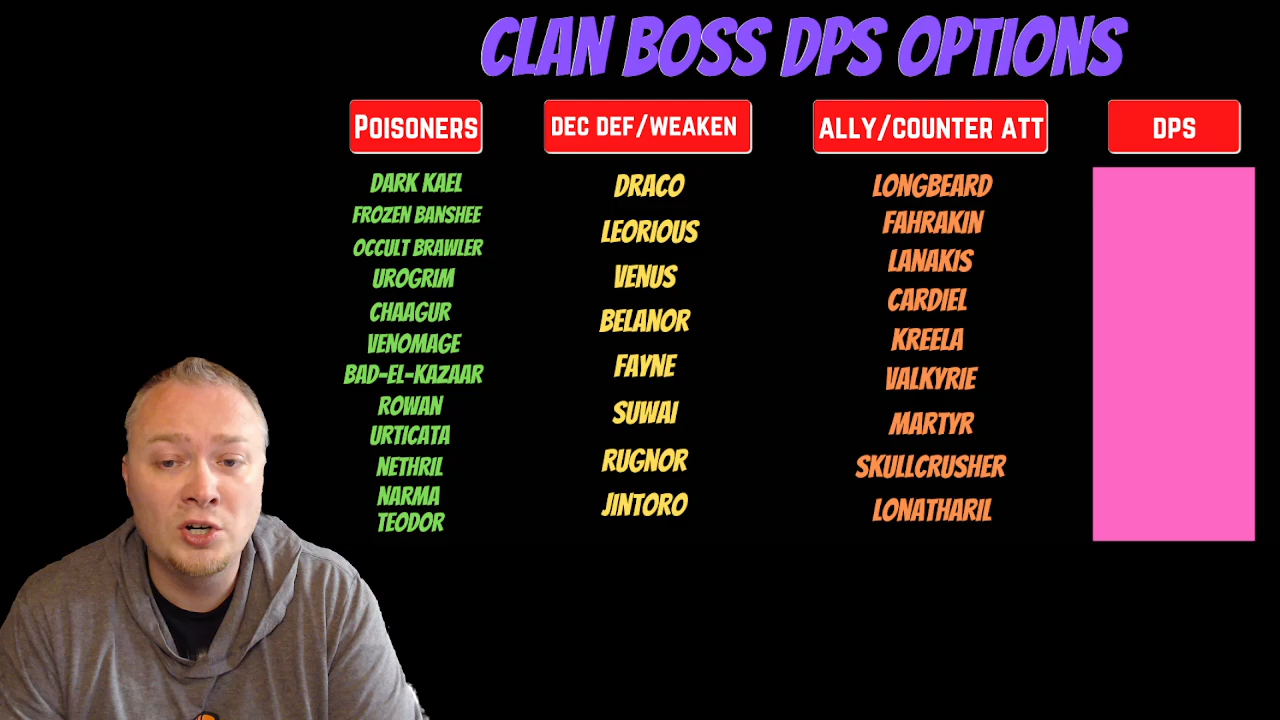 CLAN BOSS DPS OPTIONS
POISONERS
DARK KAEL
FROZEN BANSHEE
OCCULT BRAWLER
UROGRIM
CHAAGUR
VENOMAGE
BAD-EL-KAZAAR
ROWAN
URTICATA
NETHRIL
NARMA
TEODOR
DEC DEF/WEAKEN
DRACO
LEORIOUS
VENUS
BELANOR
FAYNE
SUWAI
RUGNOR
JINTORO
ALLY/COUNTER ATT
LONGBEARD
FAHRAKIN
LANAKIS
CARDIEL
KREELA
VALKYRIE
MARTYR
SKULLCRUSHER
LONATHARIL
DPS